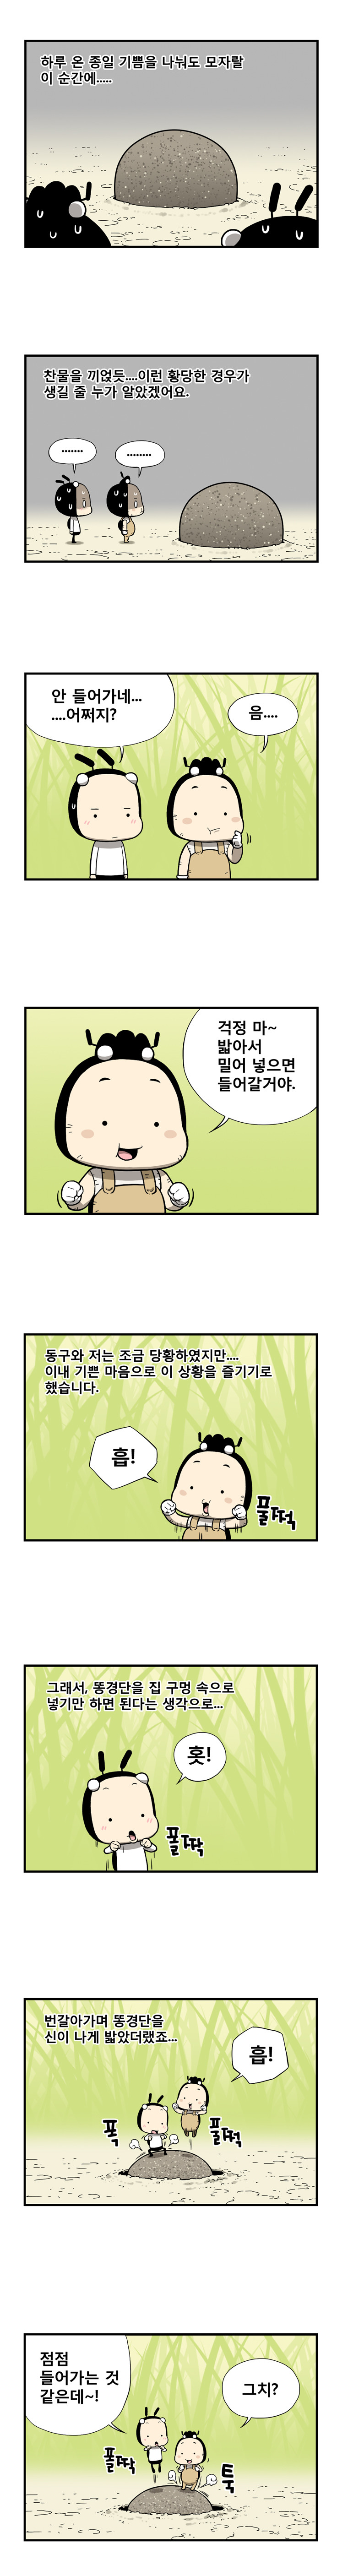 하루 온 종일 기쁨을 나눠도 모자랄
이 순간에.....
찬물을 끼얹듯....이런 황당한 경우가
생길 줄 누가 알았겠어요.
.......
........
안 들어가네...
....어쩌지?
음....
걱정 마~
밟아서
밀어 넣으면
들어갈거야.
동구와 저는 조금 당황하였지만....
이내 기쁜 마음으로 이 상황을 즐기기로
했습니다.
흡!
풀떡
그래서, 똥경단을 집 구멍 속으로
넣기만 하면 된다는 생각으로...
홋!
폴짝
번갈아가며 똥경단을
신이 나게 밟았더랬죠...
흡!
폭
풀떡
점점
들어가는 것
같은데~!
그치?
폴짝
툭